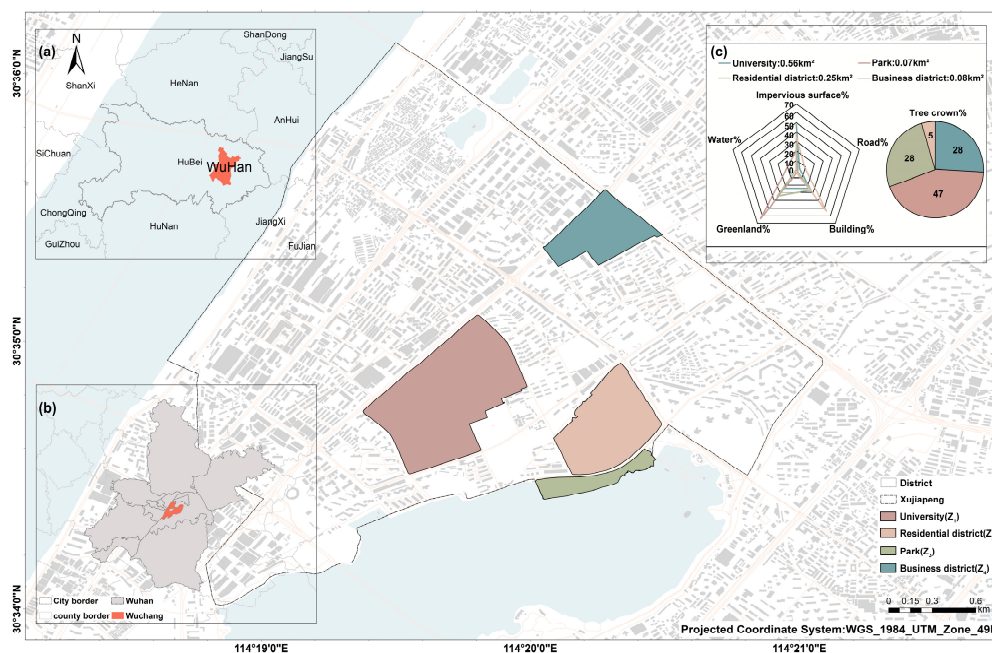 (a)
N
ShanDong
JiangSu
ShanXi
HeNan
AnHui
SiChuan
HuBei
WuHan
ChongQing
GuiZhou
HuNan
JiangXi
FuJian
(b)
City border
Wuhan
county border
Wuchang
(c)
University:0.56km²
Park:0.07km²
Residential district:0.25km²
Business district:0.08km²
Impervious surface%
70
60
50
40
30
20
10
0
Water%
Road%
Greenland%
Building%
Tree crown%
5
28
28
47
District
Xujiapeng
University(Z₁)
Residential district(Z
Park(Z₃)
Business district(Z₄)
0 0.15 0.3 0.6
km
Projected Coordinate System:WGS_1984_UTM_Zone_49
30°36'0"N
30°35'0"N
30°34'0"N
114°19'0"E
114°20'0"E
114°21'0"E